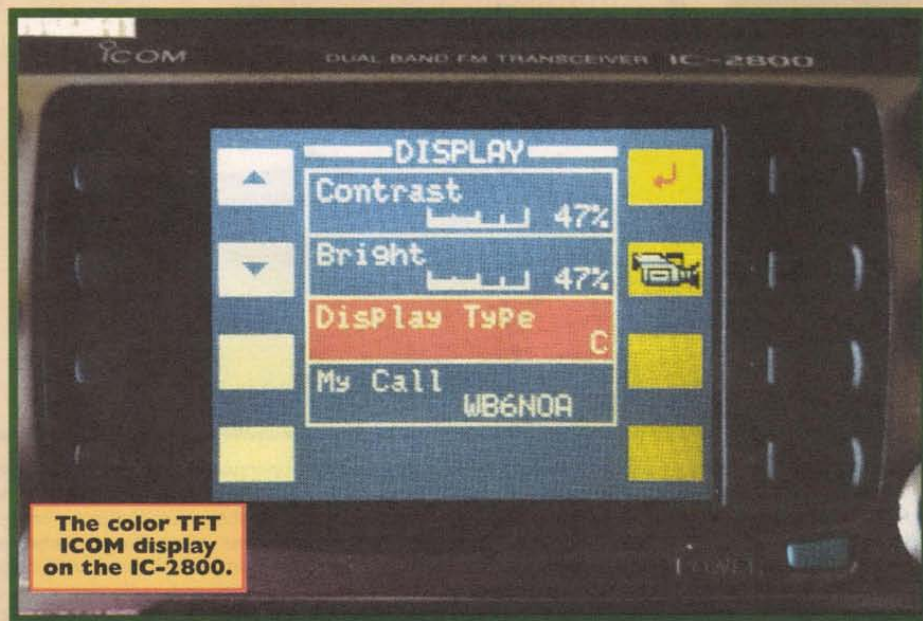 ICOM
DUAL BAND FM TRANSCEIVER IC-2800
DISPLAY
Contrast
47%
Bright
47%
Display Type
C
My Call
WB6NOA
The color TFT
ICOM display
on the IC-2800.
POWER